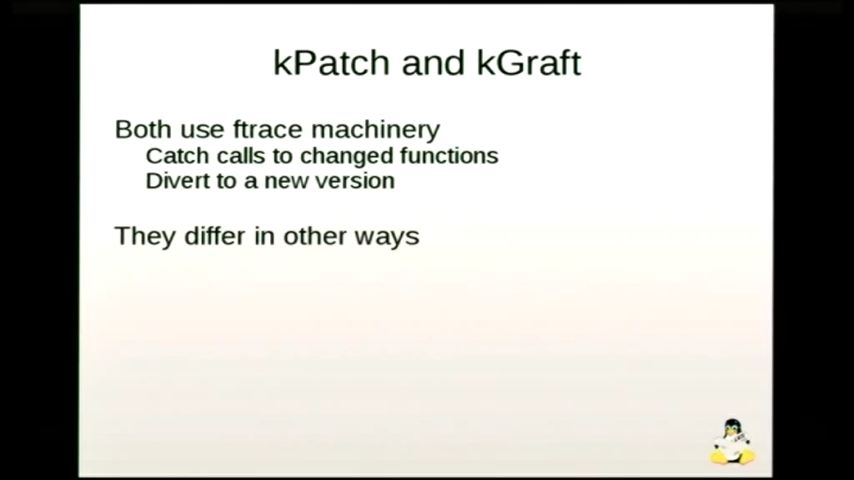 kPatch and kGraft
Both use ftrace machinery
Catch calls to changed functions
Divert to a new version
They differ in other ways